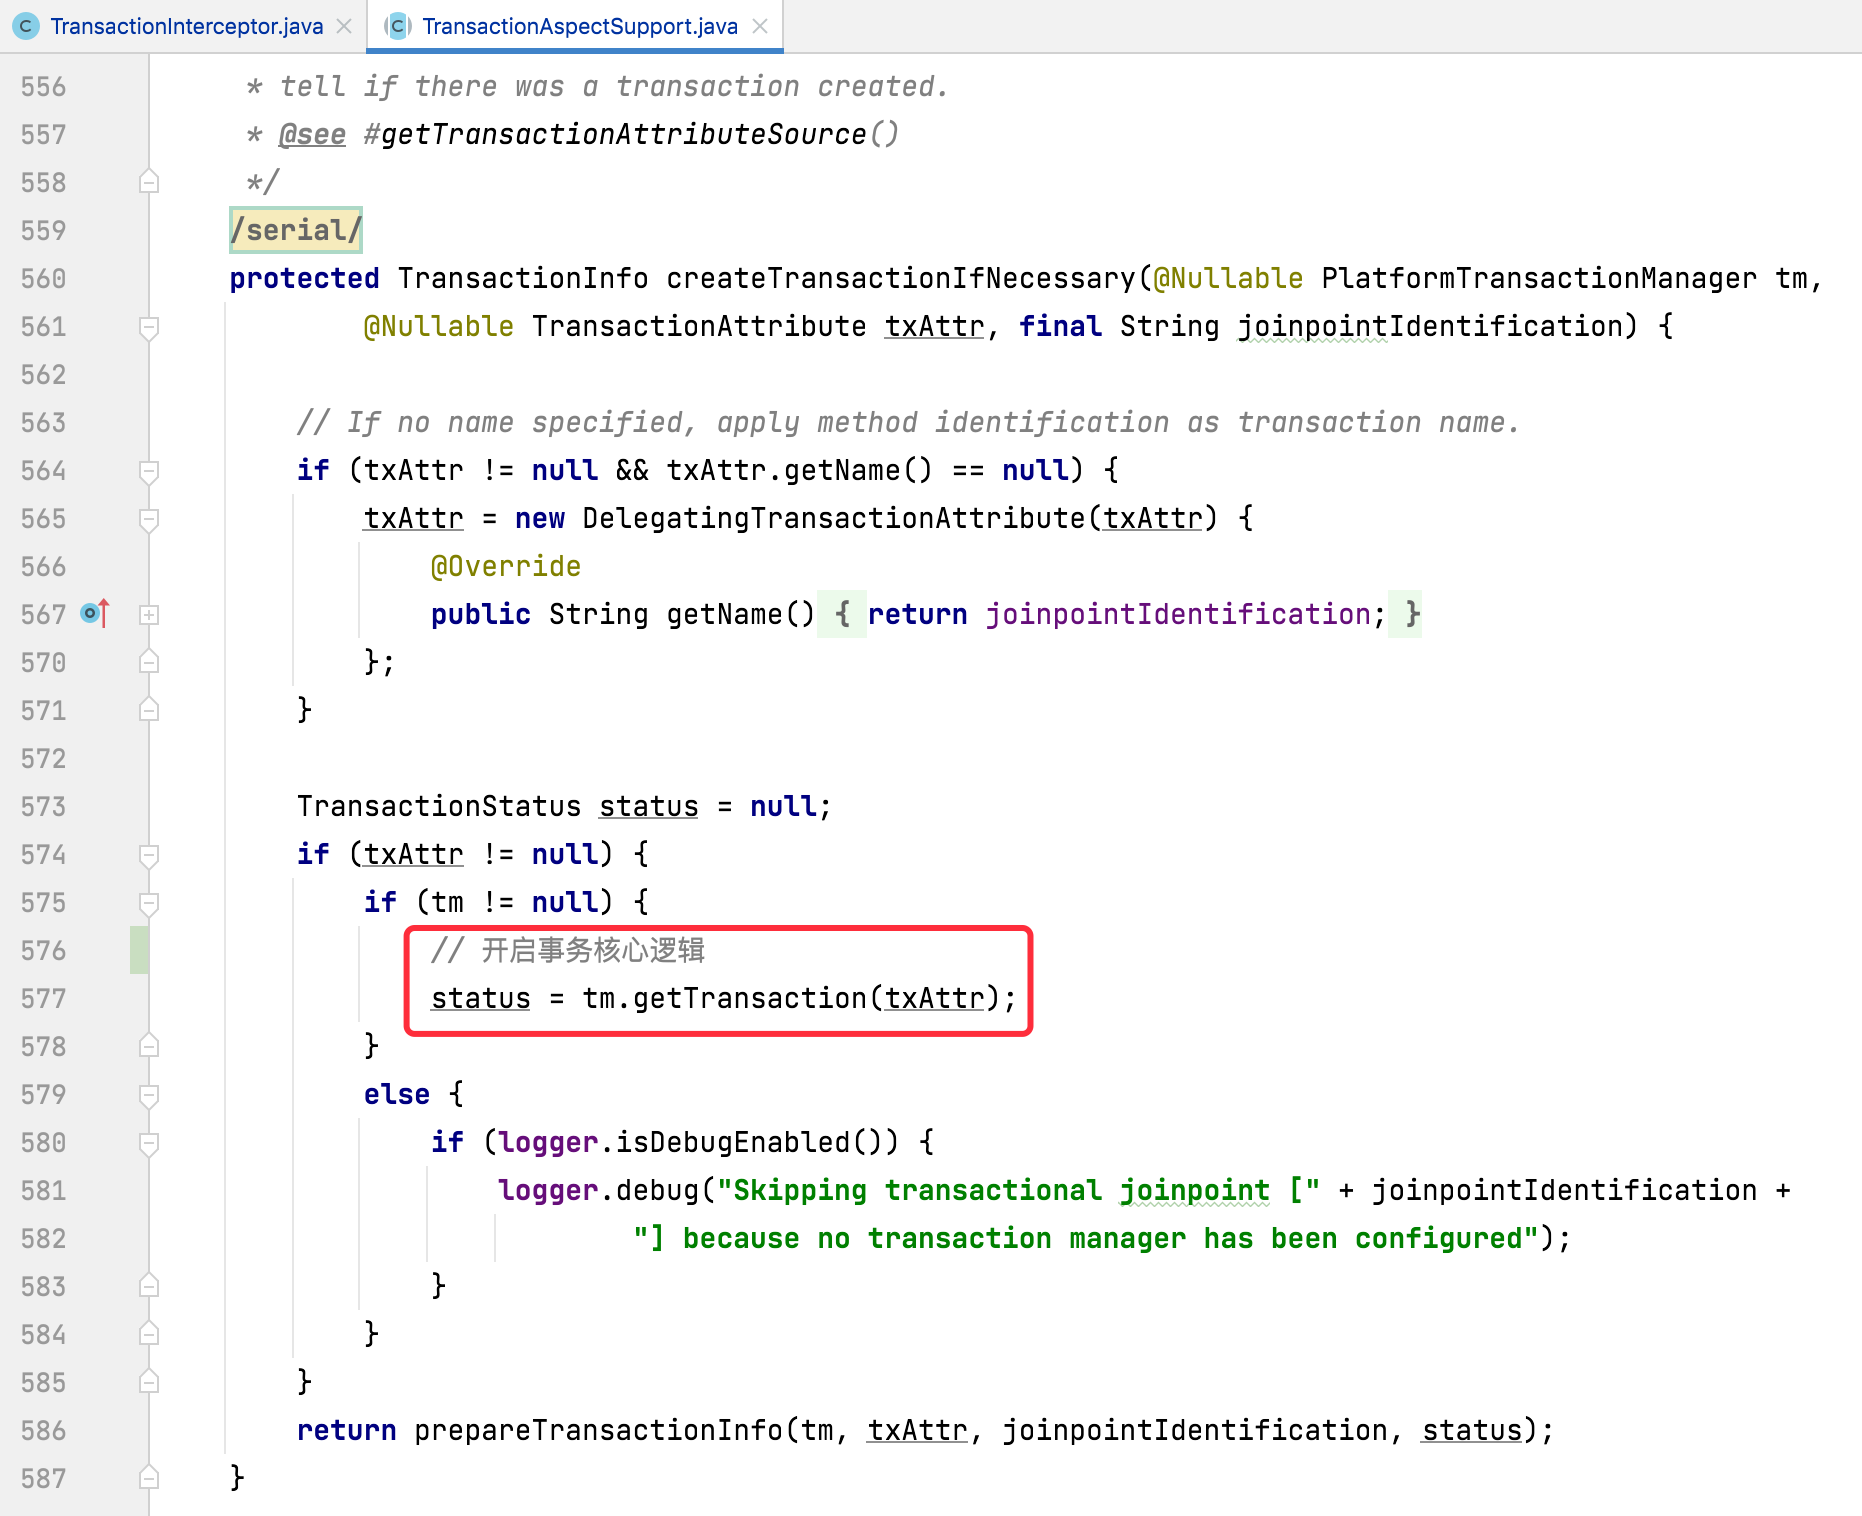 TransactionInterceptor.java
TransactionAspectSupport.java
556 * tell if there was a transaction created.
557 * @see #getTransactionAttributeSource()
558 */
559 /serial/
560 protected TransactionInfo createTransactionIfNecessary(@Nullable PlatformTransactionManager tm,
561 @Nullable TransactionAttribute txAttr, final String joinpointIdentification) {
562
563 // If no name specified, apply method identification as transaction name.
564 if (txAttr != null && txAttr.getName() == null) {
565 txAttr = new DelegatingTransactionAttribute(txAttr) {
566 @Override
567 public String getName() { return joinpointIdentification; }
570 };
571 }
572
573 TransactionStatus status = null;
574 if (txAttr != null) {
575 if (tm != null) {
576 // 开启事务核心逻辑
577 status = tm.getTransaction(txAttr);
578 }
579 else {
580 if (logger.isDebugEnabled()) {
581 logger.debug("Skipping transactional joinpoint [" + joinpointIdentification +
582 "] because no transaction manager has been configured");
583 }
584 }
585 }
586 return prepareTransactionInfo(tm, txAttr, joinpointIdentification, status);
587 }